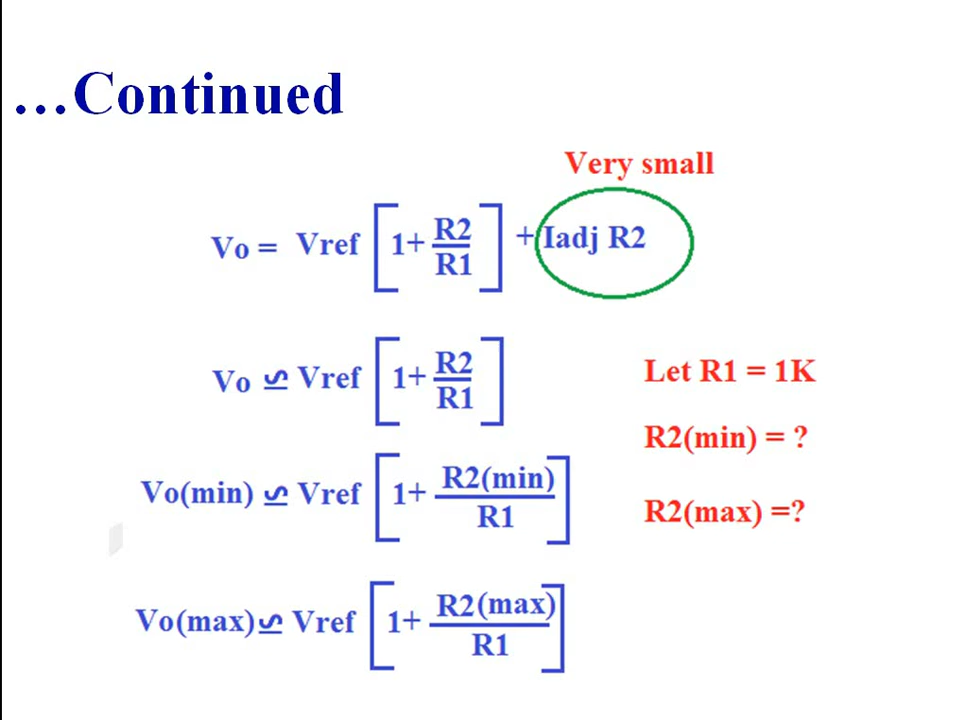 ...Continued
Very small
Vo = Vref [ 1+ R2/R1 ] + Iadj R2
Vo ≌ Vref [ 1+ R2/R1 ]
Let R1 = 1K
R2(min) = ?
Vo(min) ≌ Vref [ 1+ R2(min)/R1 ]
R2(max) =?
Vo(max) ≌ Vref [ 1+ R2(max)/R1 ]